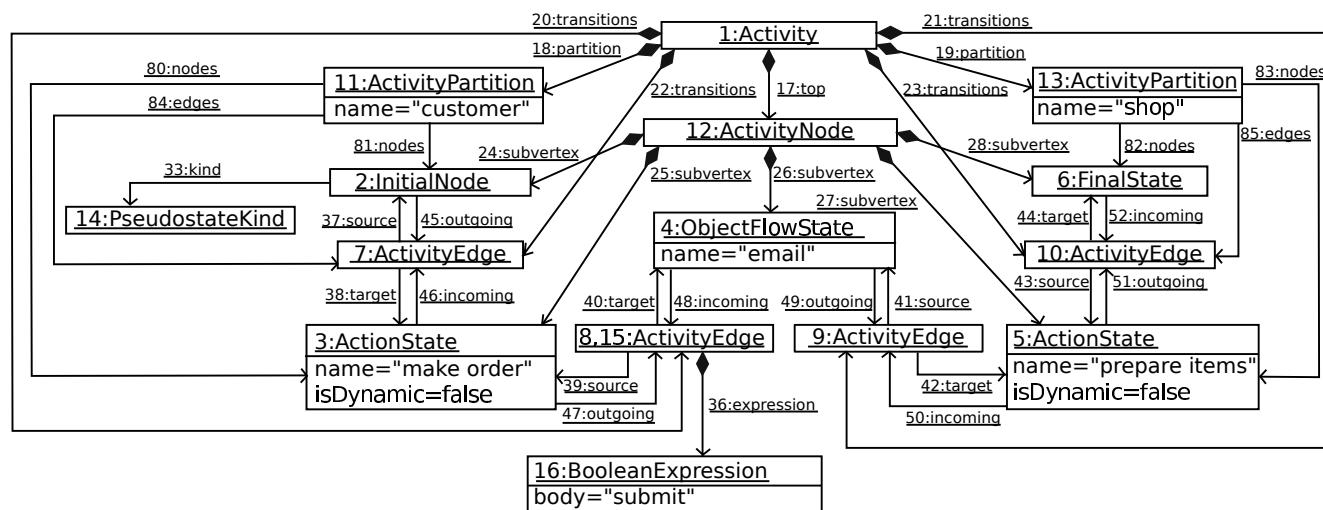 20:transitions
21:transitions
1:Activity
18:partition
19:partition
80:nodes
11:ActivityPartition
name="customer"
13:ActivityPartition
name="shop"
83:nodes
84:edges
22:transitions
17:top
23:transitions
12:ActivityNode
85:edges
81:nodes
24:subvertex
28:subvertex
82:nodes
33:kind
2:InitialNode
25:subvertex
26:subvertex
6:FinalState
27:subvertex
14:PseudostateKind
37:source
45:outgoing
4:ObjectFlowState
name="email"
44:target
52:incoming
7:ActivityEdge
10:ActivityEdge
38:target
46:incoming
40:target
48:incoming
49:outgoing
41:source
43:source
51:outgoing
3:ActionState
name="make order"
isDynamic=false
8,15:ActivityEdge
9:ActivityEdge
5:ActionState
name="prepare items"
isDynamic=false
39:source
42:target
47:outgoing
36:expression
50:incoming
16:BooleanExpression
body="submit"